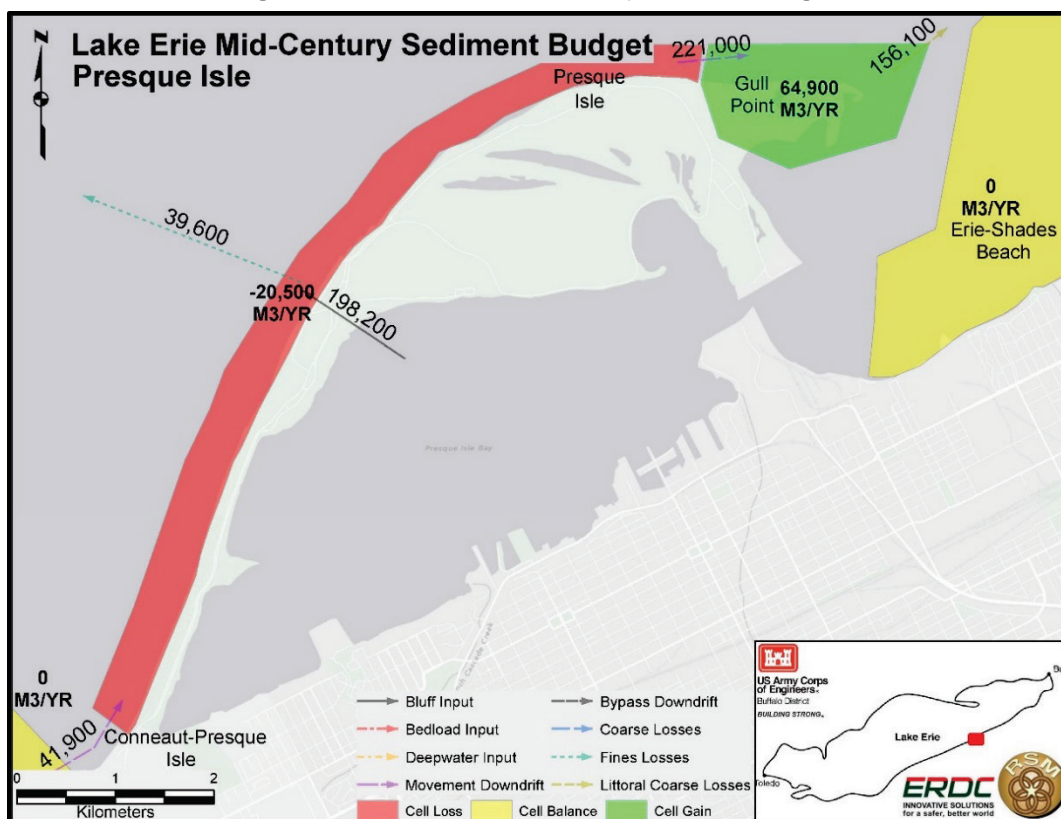 Lake Erie Mid-Century Sediment Budget
Presque Isle
N
Presque
Isle
221,000
156,100
Gull
Point
64,900
M3/YR
0
M3/YR
Erie-Shades
Beach
39,600
-20,500
M3/YR
198,200
Presque Isle Bay
Cascade Creek
0
M3/YR
41,900
Conneaut-Presque
Isle
0 1 2
Kilometers
Bluff Input
Bedload Input
Deepwater Input
Movement Downdrift
Bypass Downdrift
Coarse Losses
Fines Losses
Littoral Coarse Losses
Cell Loss
Cell Balance
Cell Gain
US Army Corps
of Engineers
Buffalo District
BUILDING STRONG
Lake Erie
Toledo
ERDC
INNOVATIVE SOLUTIONS
for a safer, better world
RSM